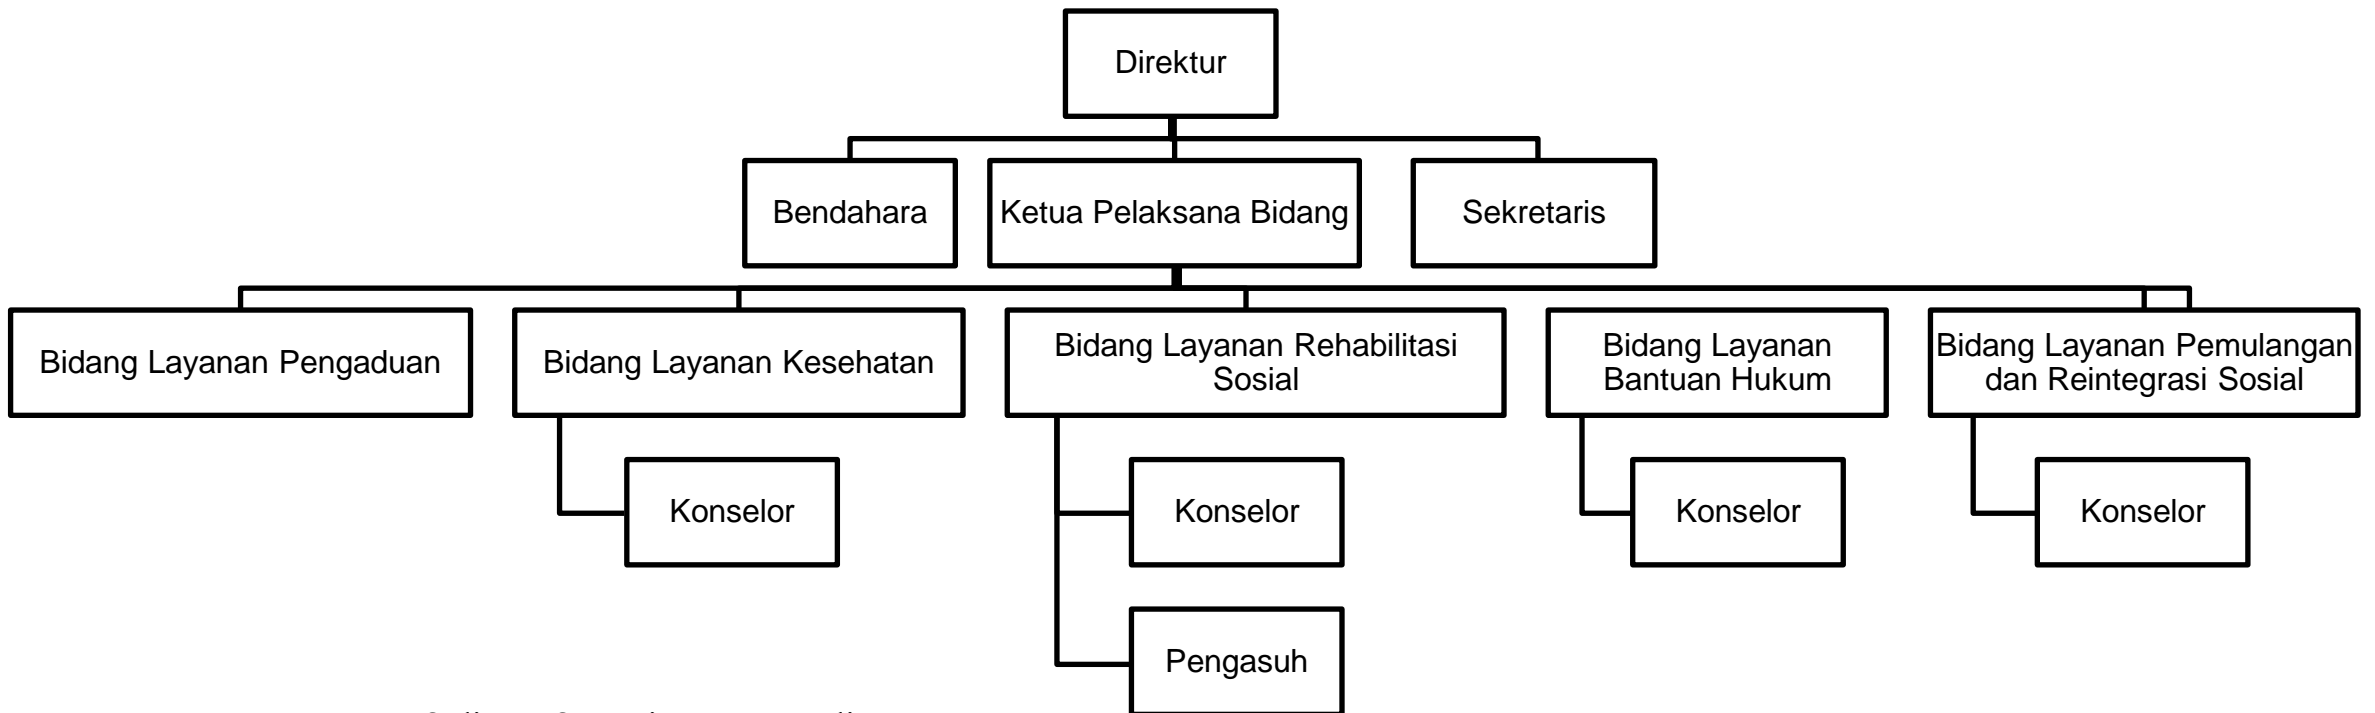 Direktur
Bendahara
Ketua Pelaksana Bidang
Sekretaris
Bidang Layanan Pengaduan
Bidang Layanan Kesehatan
Bidang Layanan Rehabilitasi
Sosial
Bidang Layanan
Bantuan Hukum
Bidang Layanan Pemulangan
dan Reintegrasi Sosial
Konselor
Konselor
Konselor
Konselor
Pengasuh